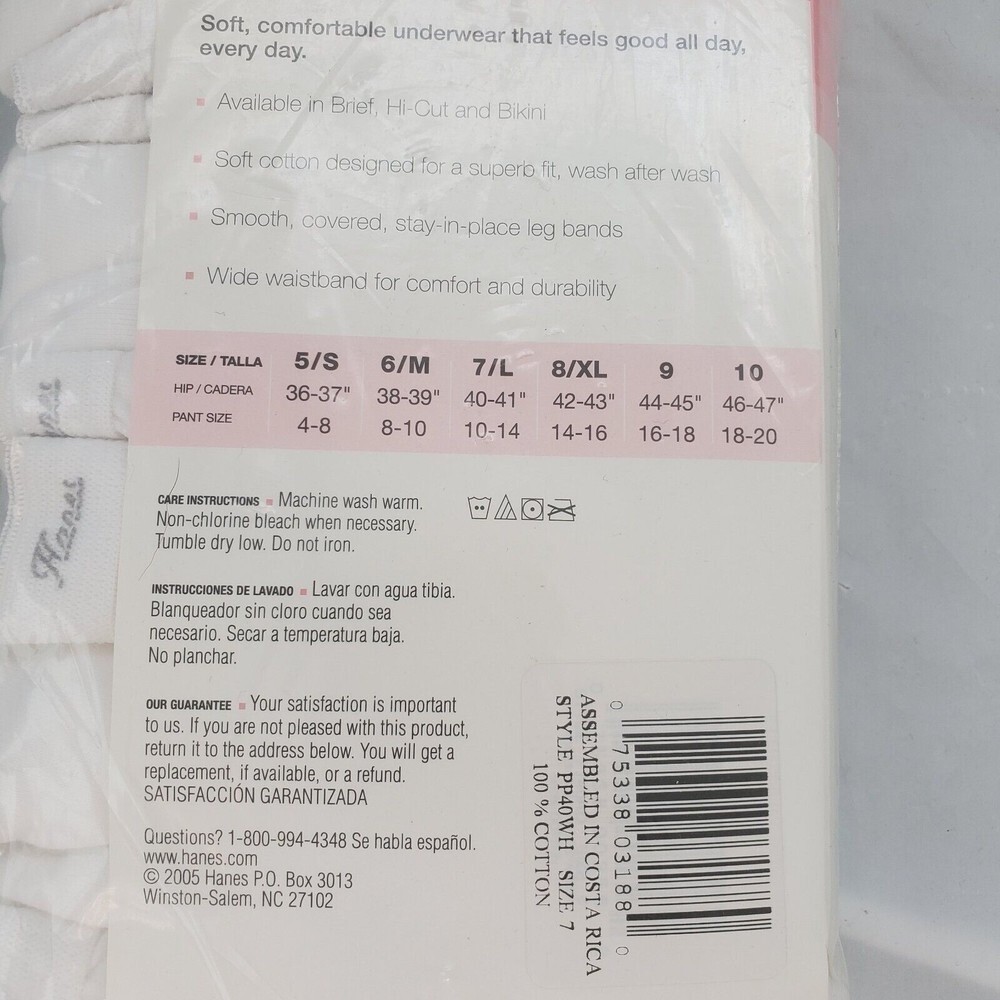 Soft, comfortable underwear that feels good all day,
every day.
▪ Available in Brief, Hi-Cut and Bikini
▪ Soft cotton designed for a superb fit, wash after wash
▪ Smooth, covered, stay-in-place leg bands
▪ Wide waistband for comfort and durability
SIZE / TALLA 5/S 6/M 7/L 8/XL 9 10
HIP / CADERA 36-37" 38-39" 40-41" 42-43" 44-45" 46-47"
PANT SIZE 4-8 8-10 10-14 14-16 16-18 18-20
CARE INSTRUCTIONS ▪ Machine wash warm.
Non-chlorine bleach when necessary.
Tumble dry low. Do not iron.
INSTRUCCIONES DE LAVADO ▪ Lavar con agua tibia.
Blanqueador sin cloro cuando sea
necesario. Secar a temperatura baja.
No planchar.
OUR GUARANTEE ▪ Your satisfaction is important
to us. If you are not pleased with this product,
return it to the address below. You will get a
replacement, if available, or a refund.
SATISFACCIÓN GARANTIZADA
Questions? 1-800-994-4348 Se habla español.
www.hanes.com
© 2005 Hanes P.O. Box 3013
Winston-Salem, NC 27102
0 75338 03188 0
ASSEMBLED IN COSTA RICA
STYLE PP40WH SIZE 7
100 % COTTON
Hanes